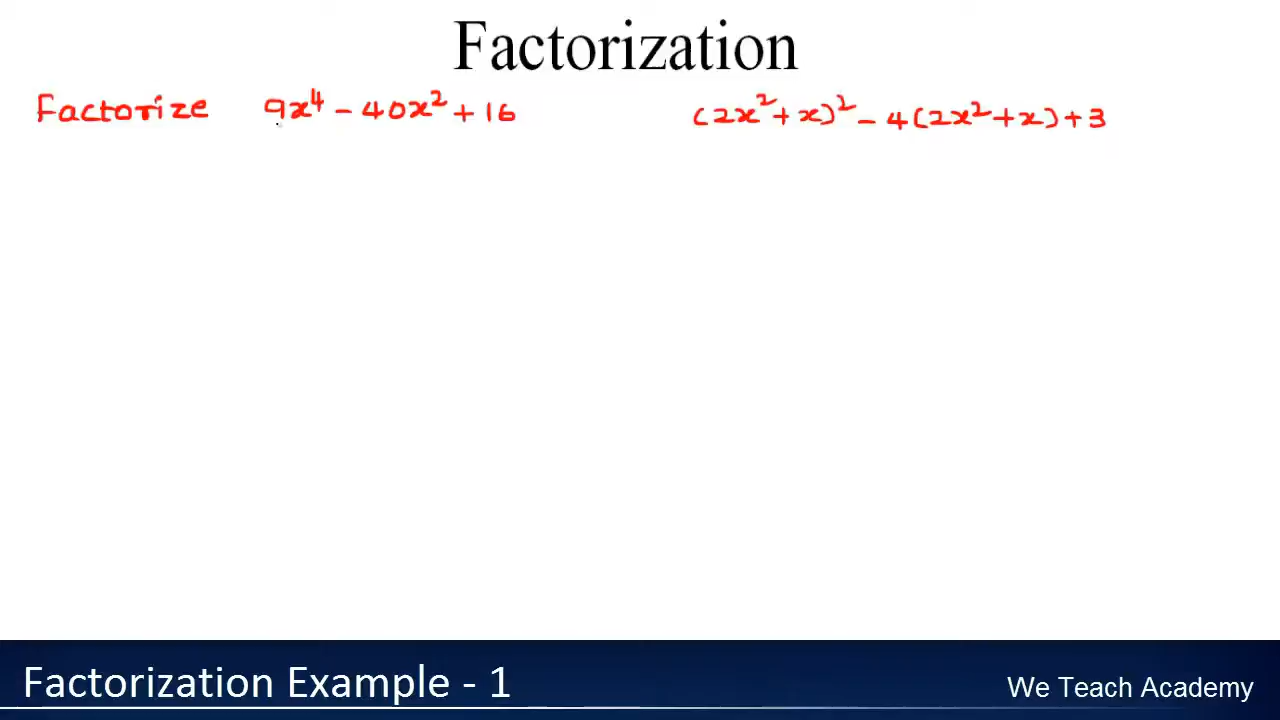 Factorization
Factorize 9x⁴ - 40x² + 16 (2x² + x)² - 4(2x² + x) + 3
Factorization Example - 1
We Teach Academy